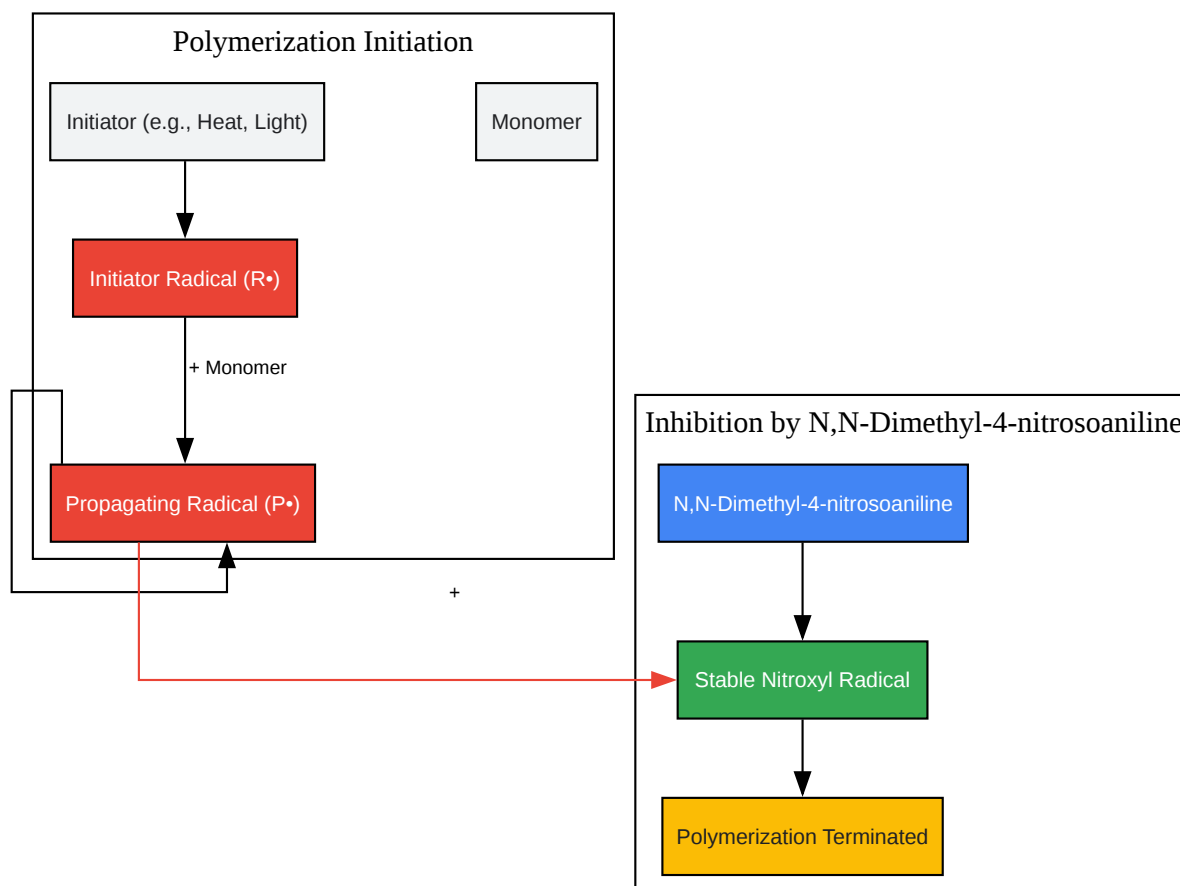 Polymerization Initiation
Initiator (e.g., Heat, Light)
Monomer
Initiator Radical (R•)
+ Monomer
Propagating Radical (P•)
+
Inhibition by N,N-Dimethyl-4-nitrosoaniline
N,N-Dimethyl-4-nitrosoaniline
Stable Nitroxyl Radical
Polymerization Terminated